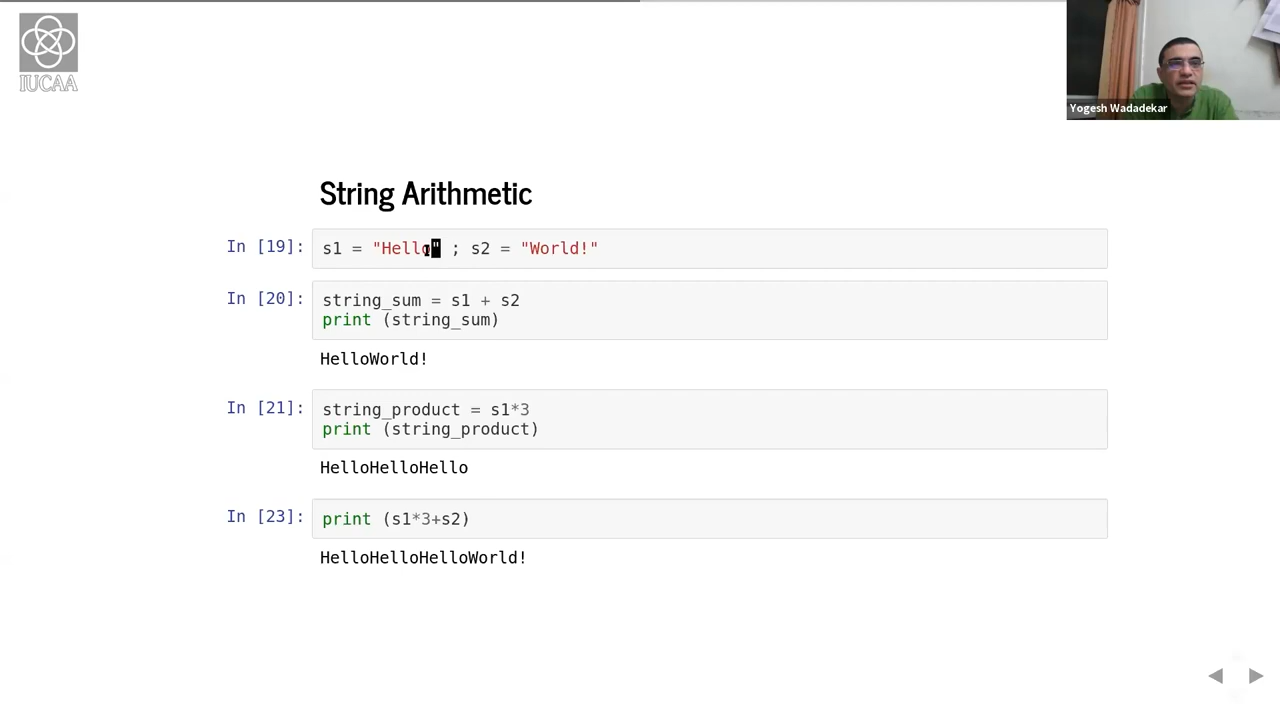 IUCAA
Yogesh Wadadekar
String Arithmetic
In [19]: s1 = "Hello" ; s2 = "World!"
In [20]: string_sum = s1 + s2
print (string_sum)
HelloWorld!
In [21]: string_product = s1*3
print (string_product)
HelloHelloHello
In [23]: print (s1*3+s2)
HelloHelloHelloWorld!